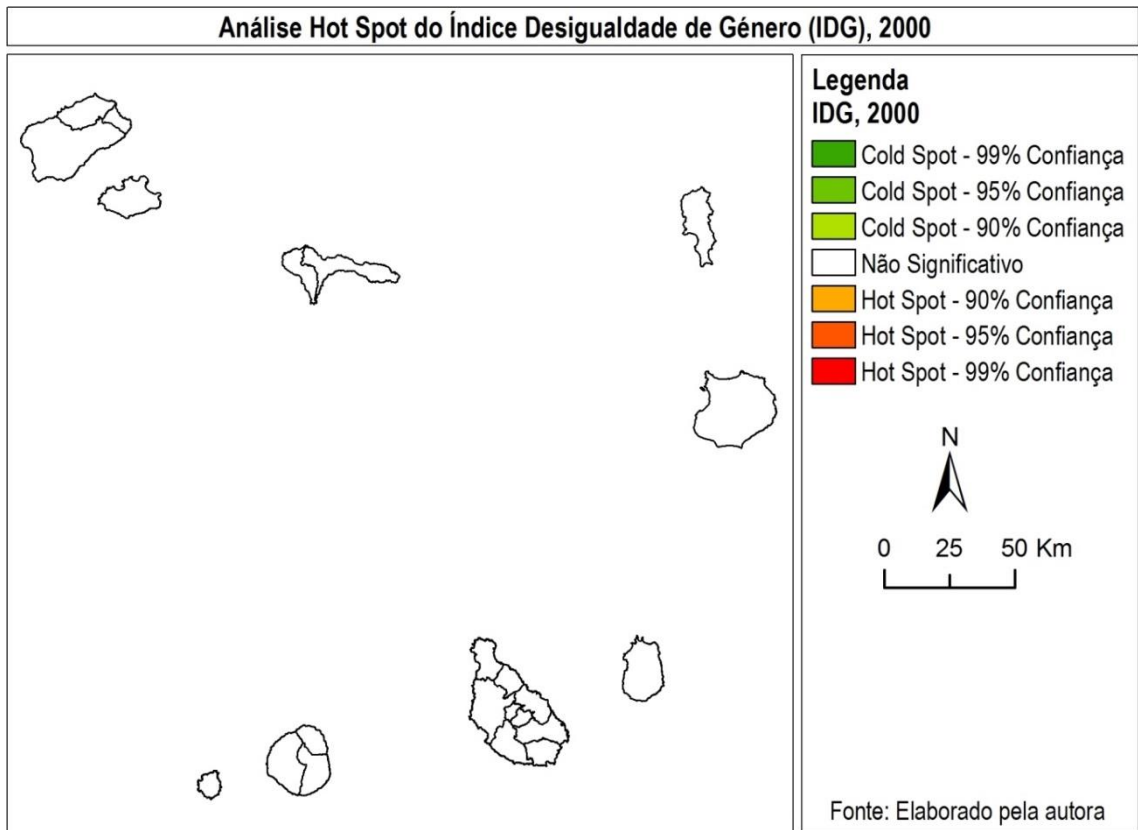 Análise Hot Spot do Índice Desigualdade de Género (IDG), 2000
Legenda
IDG, 2000
Cold Spot - 99% Confiança
Cold Spot - 95% Confiança
Cold Spot - 90% Confiança
Não Significativo
Hot Spot - 90% Confiança
Hot Spot - 95% Confiança
Hot Spot - 99% Confiança
N
0 25 50 Km
Fonte: Elaborado pela autora